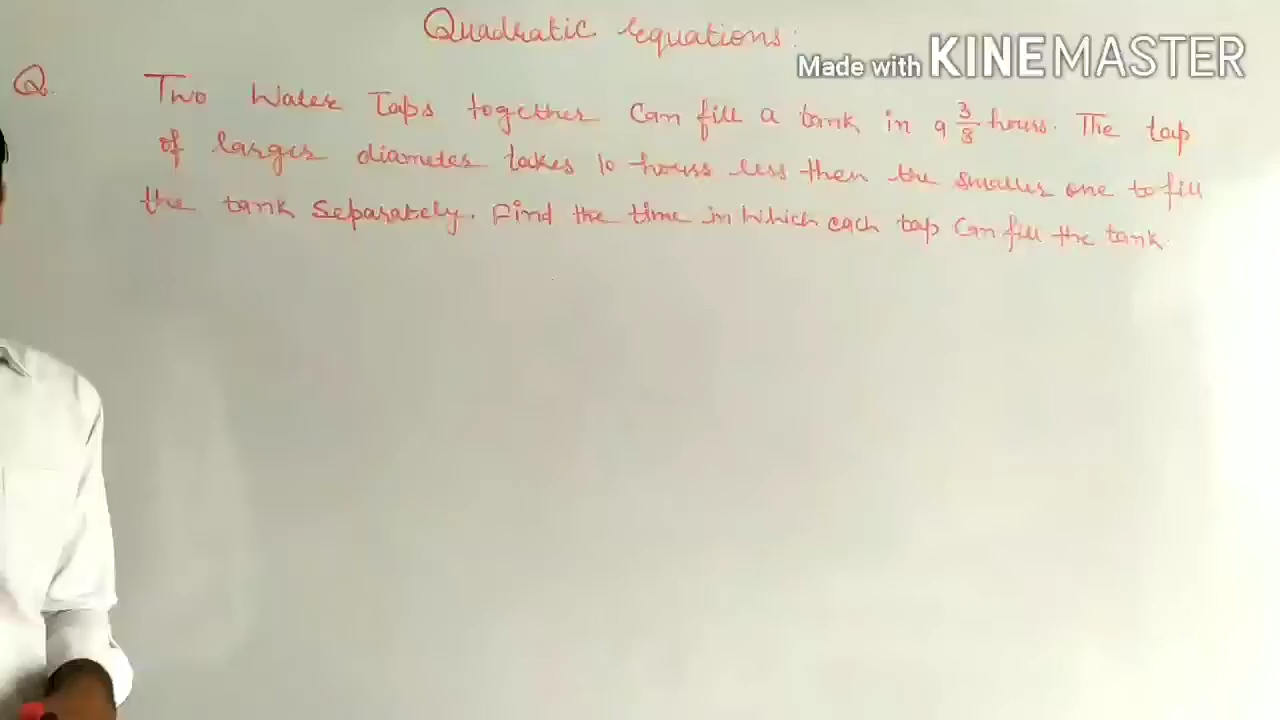 Quadratic equations:
Made with KINEMASTER
Q. Two Water Taps together Can fill a tank in 9 3/8 hours. The tap
of larger diameter takes 10 hours less then the smaller one to fill
the tank Separately. Find the time in which each tap Can fill the tank.